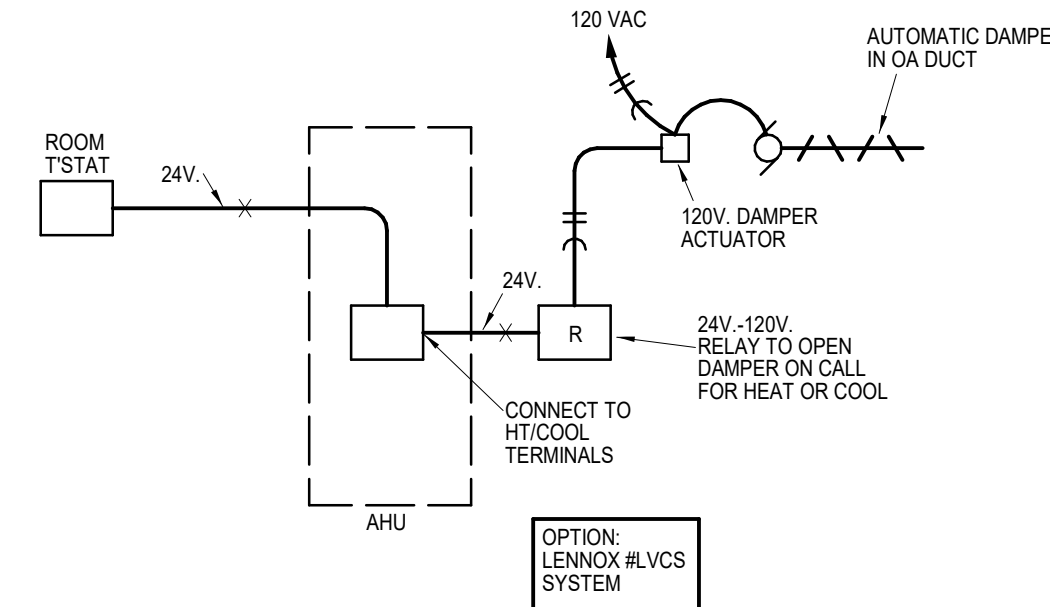 120 VAC
AUTOMATIC DAMPE
IN OA DUCT
ROOM
T'STAT
24V.
120V. DAMPER
ACTUATOR
24V.
R
24V.-120V.
RELAY TO OPEN
DAMPER ON CALL
FOR HEAT OR COOL
CONNECT TO
HT/COOL
TERMINALS
AHU
OPTION:
LENNOX #LVCS
SYSTEM